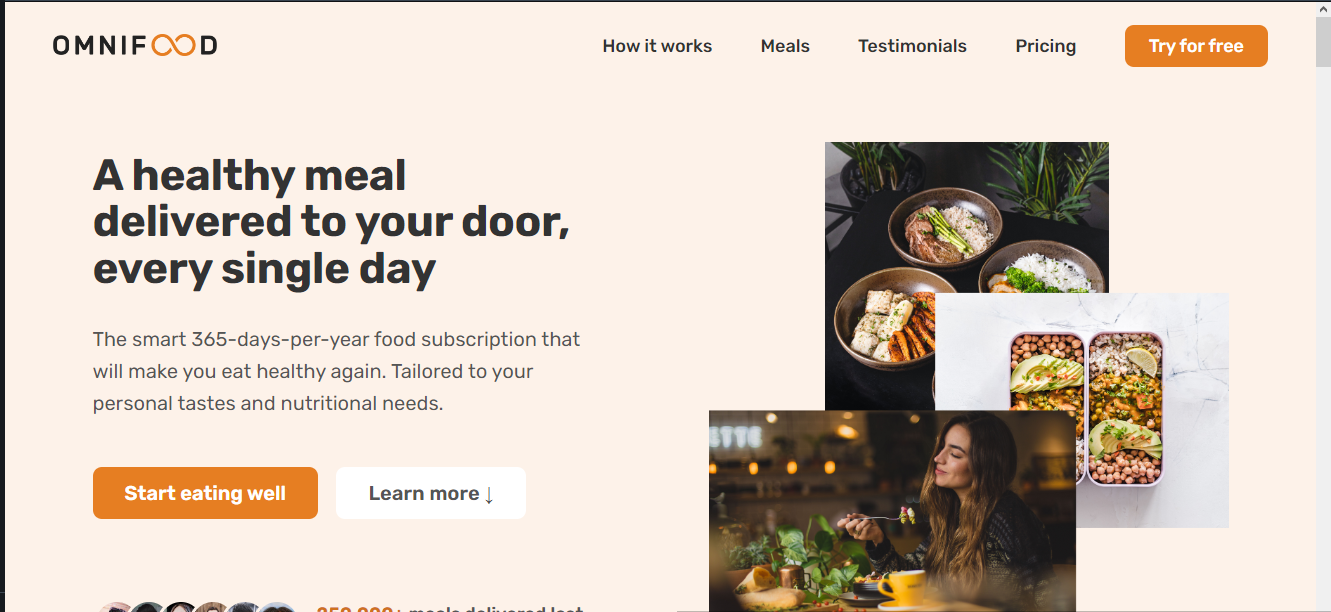 OMNIFOOD
How it works
Meals
Testimonials
Pricing
Try for free
A healthy meal
delivered to your door,
every single day
The smart 365-days-per-year food subscription that
will make you eat healthy again. Tailored to your
personal tastes and nutritional needs.
Start eating well
Learn more ↓
250,000+ meals delivered last